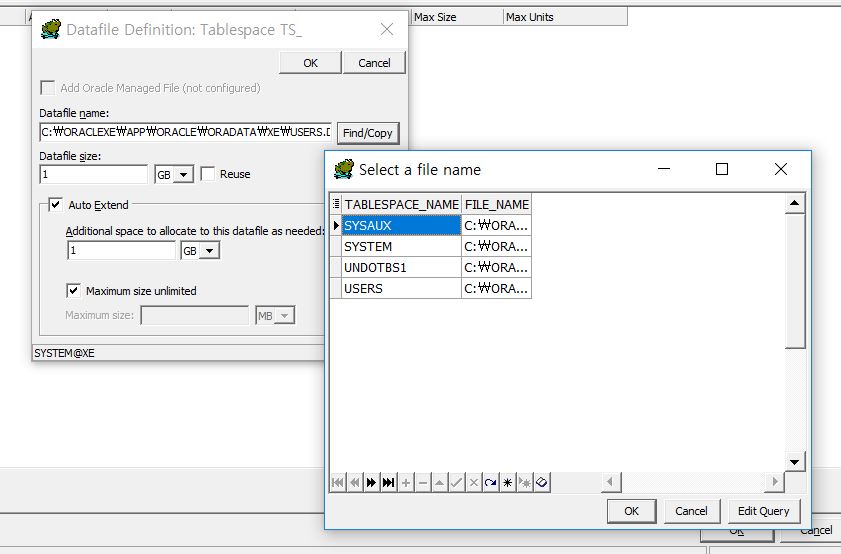 Max Size Max Units
Datafile Definition: Tablespace TS_
OK Cancel
Add Oracle Managed File (not configured)
Datafile name:
C:₩ORACLEXE₩APP₩ORACLE₩ORADATA₩XE₩USERS.D
Find/Copy
Datafile size:
1 GB Reuse
Auto Extend
Additional space to allocate to this datafile as needed:
1 GB
Maximum size unlimited
Maximum size: MB
SYSTEM@XE
Select a file name
TABLESPACE_NAME FILE_NAME
SYSAUX C:₩ORA...
SYSTEM C:₩ORA...
UNDOTBS1 C:₩ORA...
USERS C:₩ORA...
OK Cancel Edit Query
OK Cancel